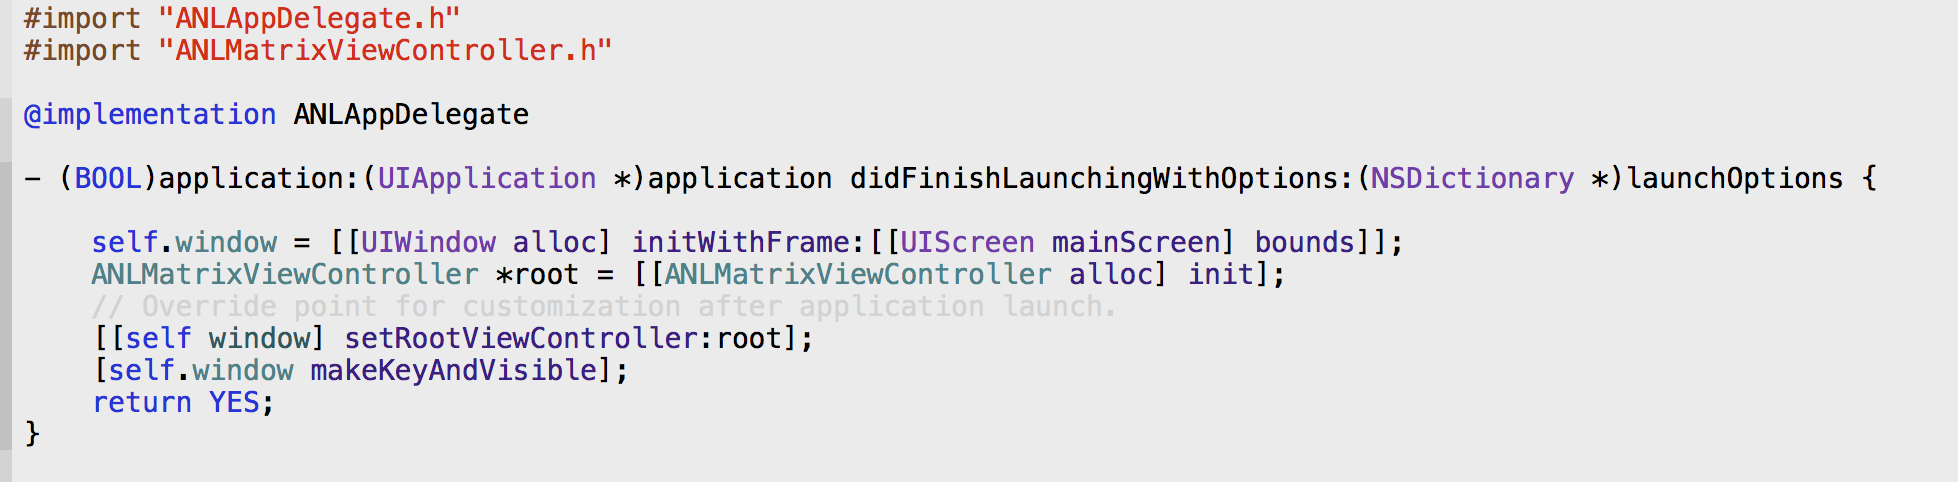 #import "ANLAppDelegate.h"
#import "ANLMatrixViewController.h"
@implementation ANLAppDelegate
- (BOOL)application:(UIApplication *)application didFinishLaunchingWithOptions:(NSDictionary *)launchOptions {
self.window = [[UIWindow alloc] initWithFrame:[[UIScreen mainScreen] bounds]];
ANLMatrixViewController *root = [[ANLMatrixViewController alloc] init];
// Override point for customization after application launch.
[[self window] setRootViewController:root];
[self.window makeKeyAndVisible];
return YES;
}